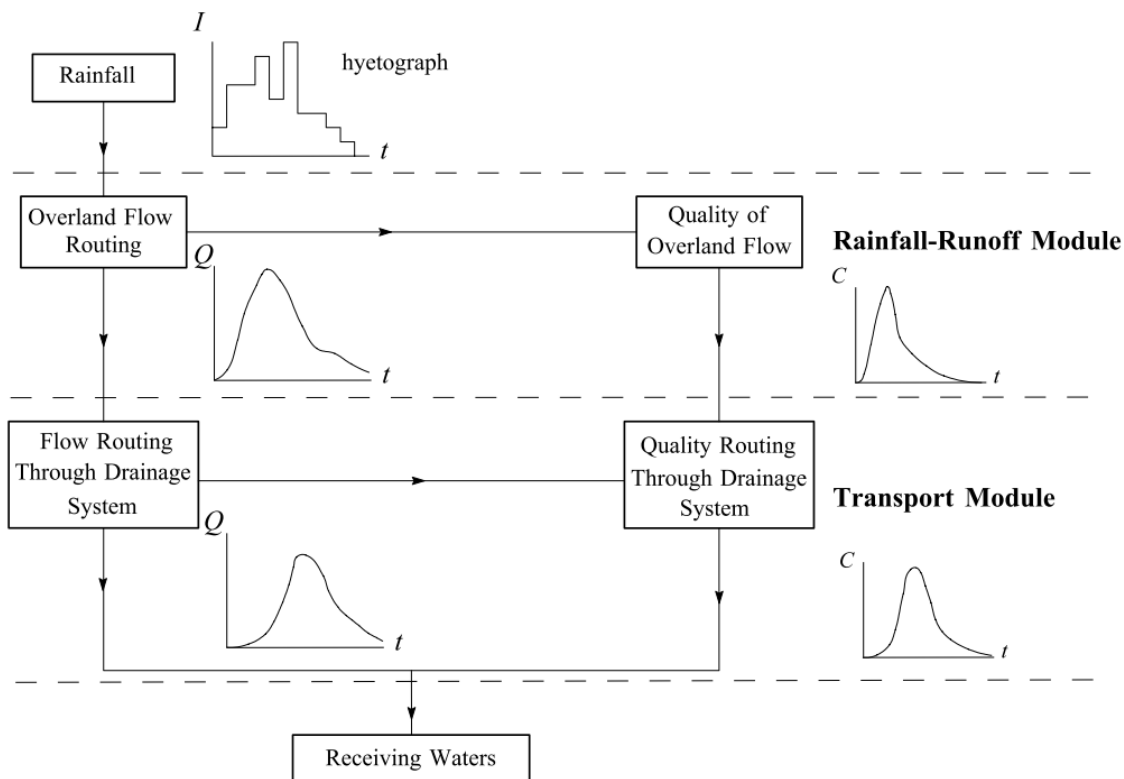 I
hyetograph
Rainfall
t
Overland Flow
Routing
Quality of
Overland Flow
Rainfall-Runoff Module
Q
t
C
t
Flow Routing
Through Drainage
System
Quality Routing
Through Drainage
System
Transport Module
Q
t
C
t
Receiving Waters